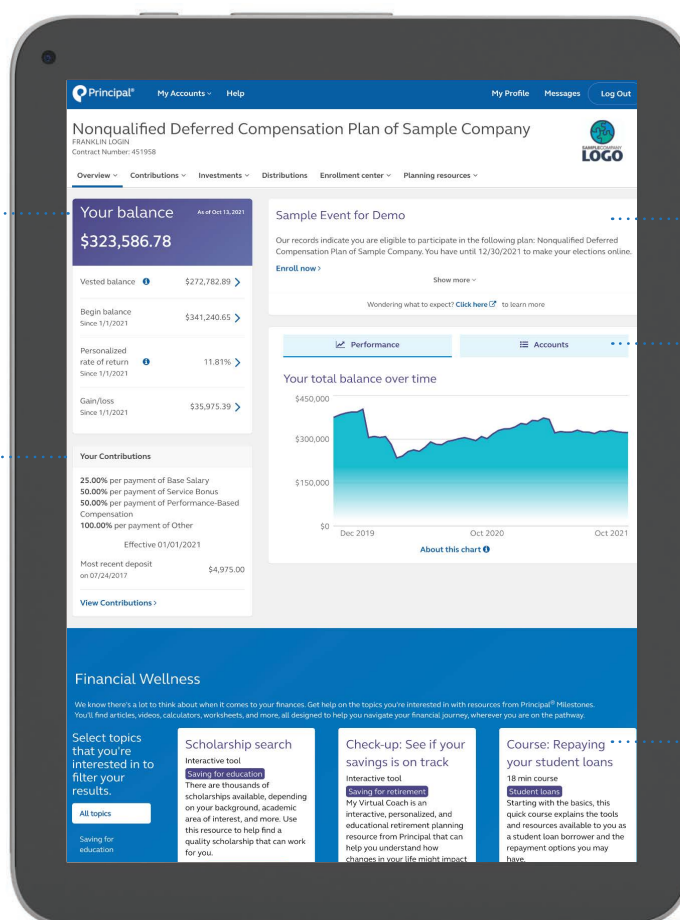 Principal®
My Accounts
Help
My Profile
Messages
Log Out
Nonqualified Deferred Compensation Plan of Sample Company
FRANKLIN LOGIN
Contract Number: 451958
SAMPLECOMPANY
LOGO
Overview
Contributions
Investments
Distributions
Enrollment center
Planning resources
Your balance
As of Oct 13, 2021
$323,586.78
Vested balance
$272,782.89
Begin balance
Since 1/1/2021
$341,240.65
Personalized
rate of return
Since 1/1/2021
11.81%
Gain/loss
Since 1/1/2021
$35,975.39
Your Contributions
25.00% per payment of Base Salary
50.00% per payment of Service Bonus
50.00% per payment of Performance-Based
Compensation
100.00% per payment of Other
Effective 01/01/2021
Most recent deposit
on 07/24/2017
$4,975.00
View Contributions >
Sample Event for Demo
Our records indicate you are eligible to participate in the following plan: Nonqualified Deferred
Compensation Plan of Sample Company. You have until 12/30/2021 to make your elections online.
Enroll now >
Show more
Wondering what to expect? Click here to learn more
Performance
Accounts
Your total balance over time
$450,000
$300,000
$150,000
$0
Dec 2019
Oct 2020
Oct 2021
About this chart
Financial Wellness
We know there's a lot to think about when it comes to your finances. Get help on the topics you're interested in with resources from Principal® Milestones.
You'll find articles, videos, calculators, worksheets, and more, all designed to help you navigate your financial journey, wherever you are on the pathway.
Select topics
that you're
interested in to
filter your
results.
All topics
Saving for
education
Scholarship search
Interactive tool
Saving for education
There are thousands of
scholarships available, depending
on your background, academic
area of interest, and more. Use
this resource to help find a
quality scholarship that can work
for you.
Check-up: See if your
savings is on track
Interactive tool
Saving for retirement
My Virtual Coach is an
interactive, personalized, and
educational retirement planning
resource from Principal that can
help you understand how
changes in your life might impact
Course: Repaying
your student loans
18 min course
Student loans
Starting with the basics, this
quick course explains the tools
and resources available to you as
a student loan borrower and the
repayment options you may
have.